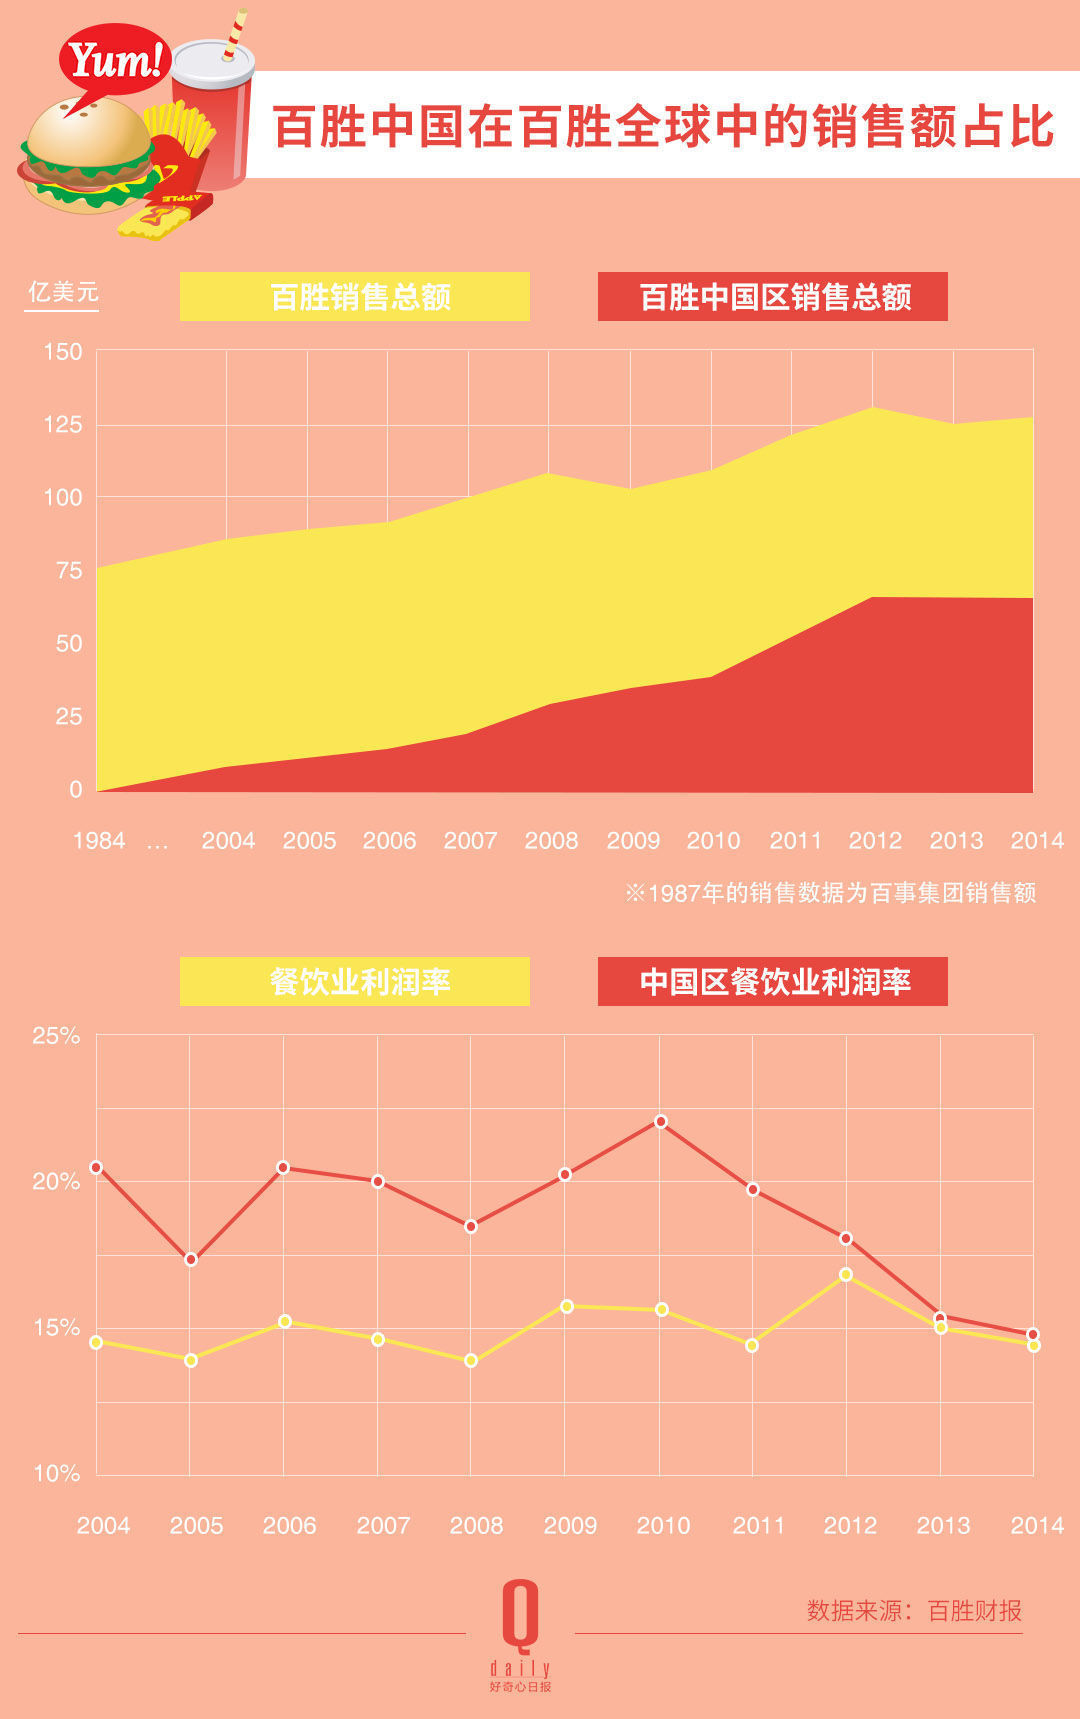 Yum!
APPLE
百胜中国在百胜全球中的销售额占比
亿美元
百胜销售总额
百胜中国区销售总额
150
125
100
75
50
25
0
1984 … 2004 2005 2006 2007 2008 2009 2010 2011 2012 2013 2014
※1987年的销售数据为百事集团销售额
餐饮业利润率
中国区餐饮业利润率
25%
20%
15%
10%
2004 2005 2006 2007 2008 2009 2010 2011 2012 2013 2014
数据来源：百胜财报
Q
daily
好奇心日报